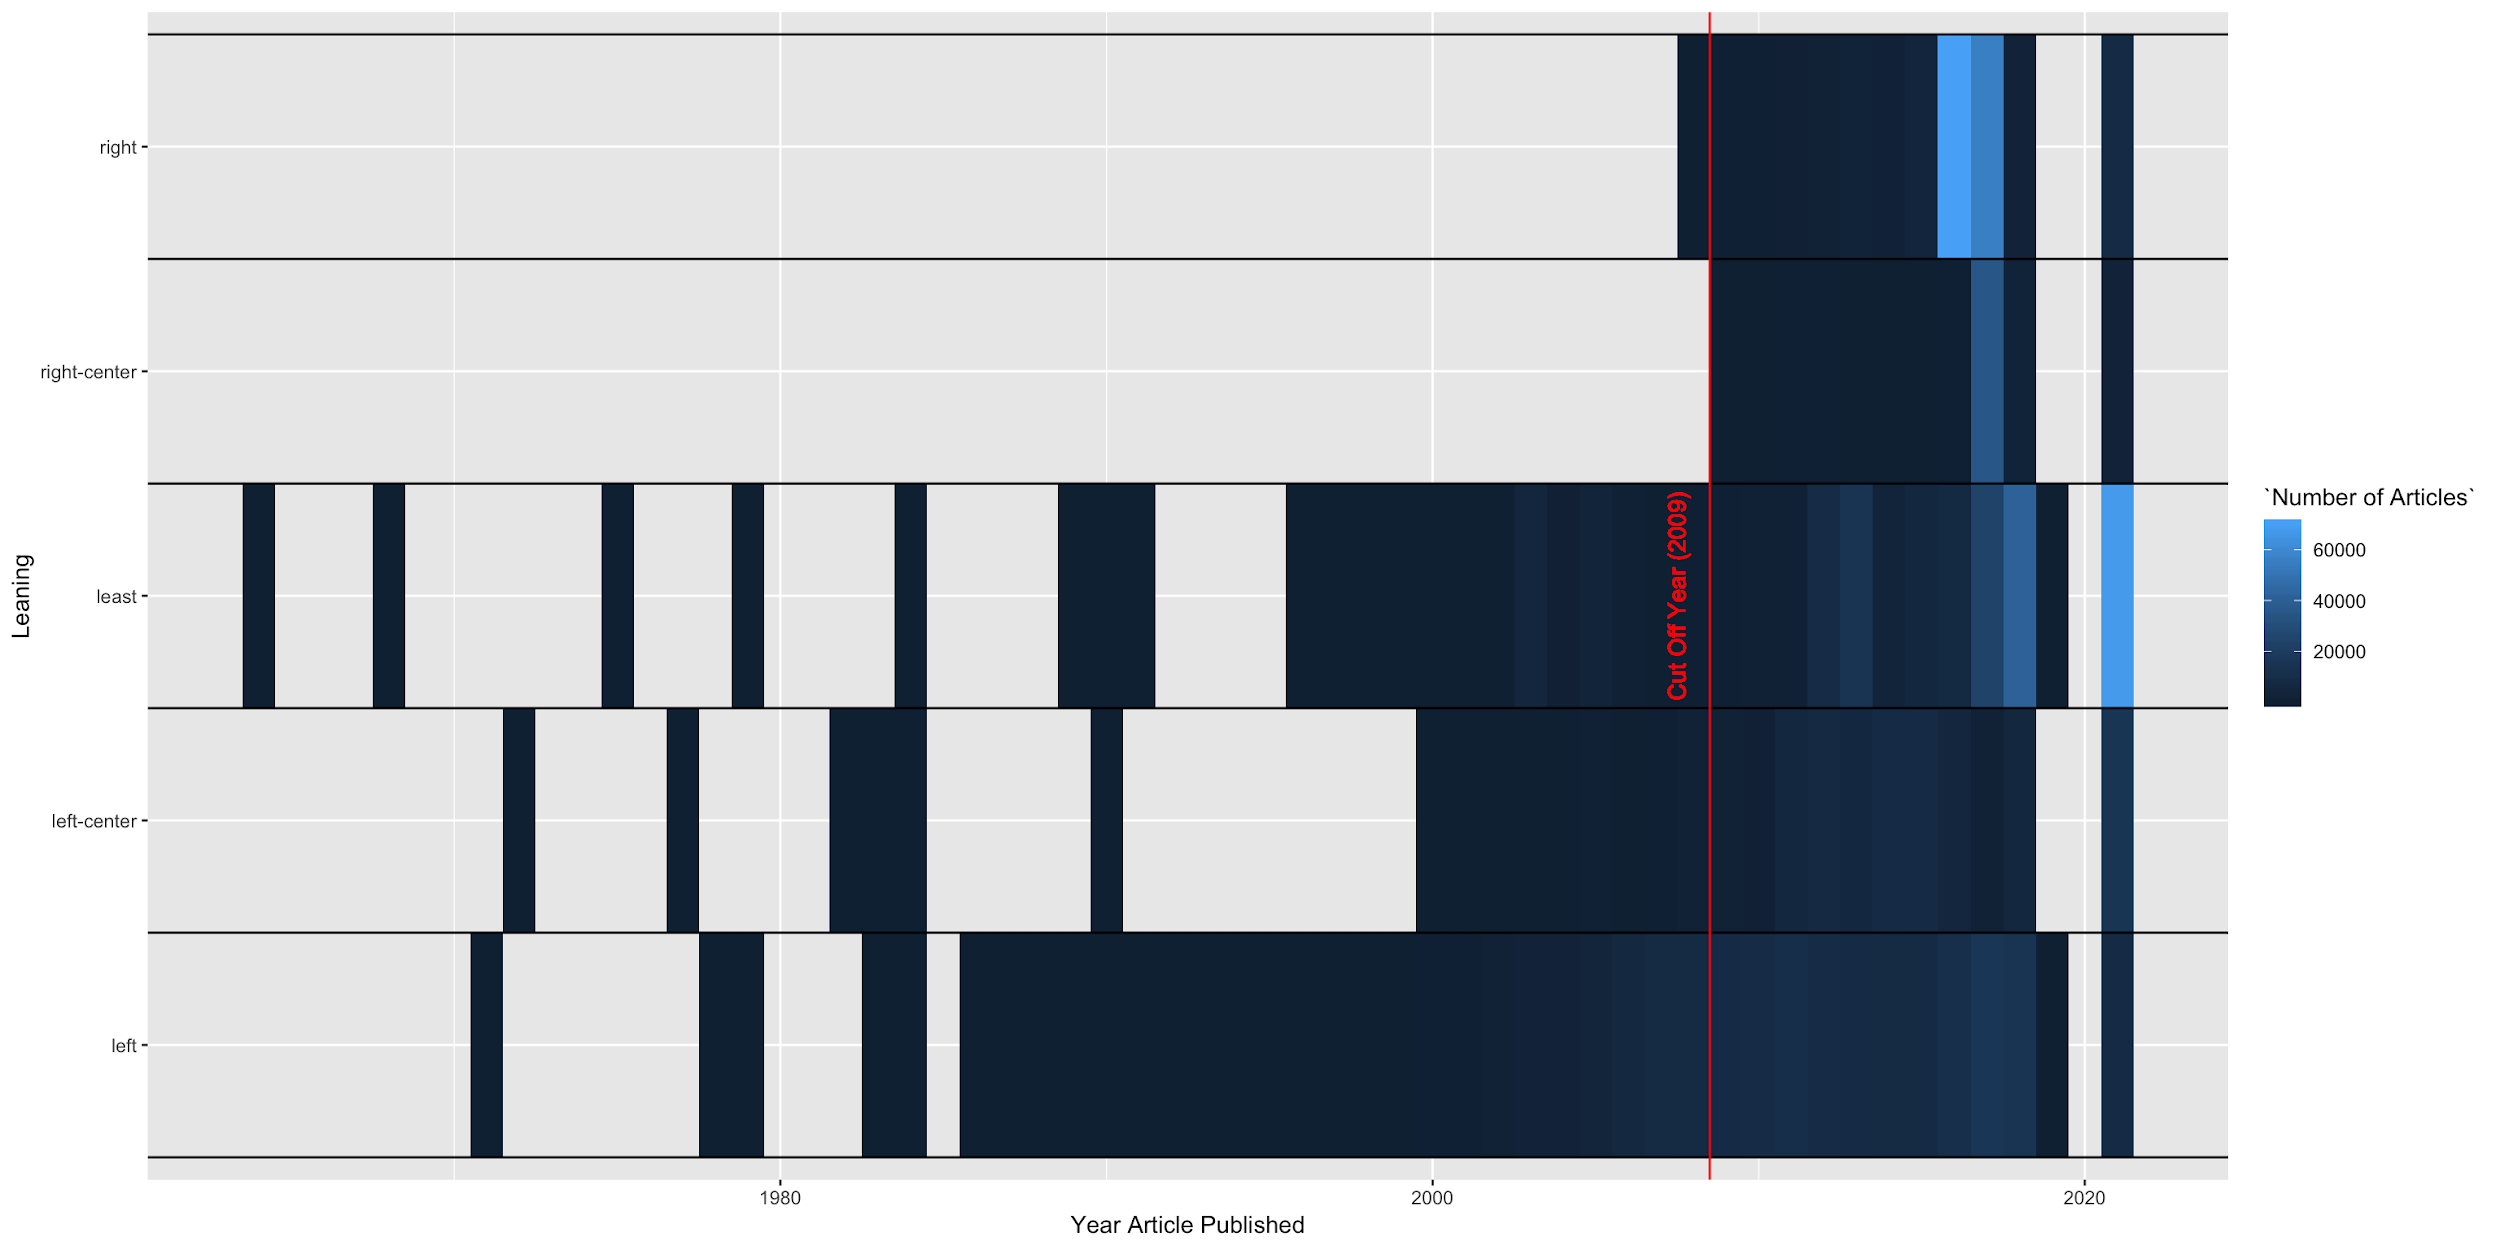 right
right-center
least
left-center
left
Leaning
Cut Off Year (2009)
1980
2000
2020
Year Article Published
`Number of Articles`
60000
40000
20000